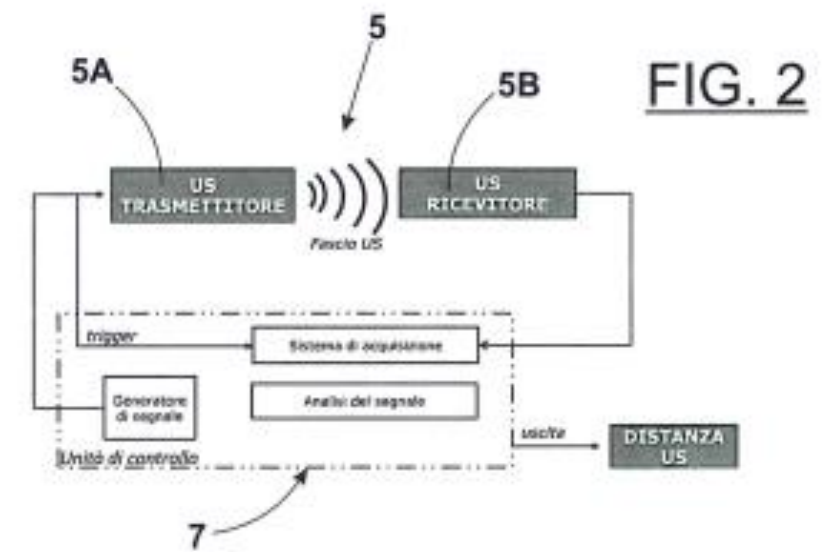 5
5A
5B
FIG. 2
US
TRASMETTITORE
US
RICEVITORE
Fascio US
trigger
Sistema di acquisizione
Generatore
di segnale
Analisi del segnale
uscita
DISTANZA
US
Unità di controllo
7